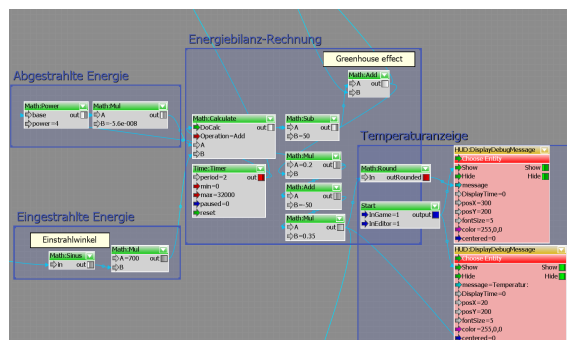 Energiebilanz-Rechnung
Greenhouse effect
Math:Add
A out
B
Abgestrahlte Energie
Math:Power
base out
power=4
Math:Mul
A out
B=-5.6e-008
Math:Calculate
DoCalc out
Operation=Add
A
B
Math:Sub
A out
B=50
Math:Mul
A=0.2 out
B
Math:Add
A out
B=-50
Math:Mul
A out
B=0.35
Time:Timer
period=2 out
min=0
max=32000
paused=0
reset
Eingestrahlte Energie
Einstrahlwinkel
Math:Sinus
in out
Math:Mul
A=700 out
B
Temperaturanzeige
Math:Round
In outRounded
Start
InGame=1 output
InEditor=1
HUD:DisplayDebugMessage
Choose Entity
Show Show
Hide Hide
message
DisplayTime=0
posX=300
posY=200
fontSize=5
color=255,0,0
centered=0
HUD:DisplayDebugMessage
Choose Entity
Show Show
Hide Hide
message=Temperatur:
DisplayTime=0
posX=20
posY=200
fontSize=5
color=255,0,0
centered=0